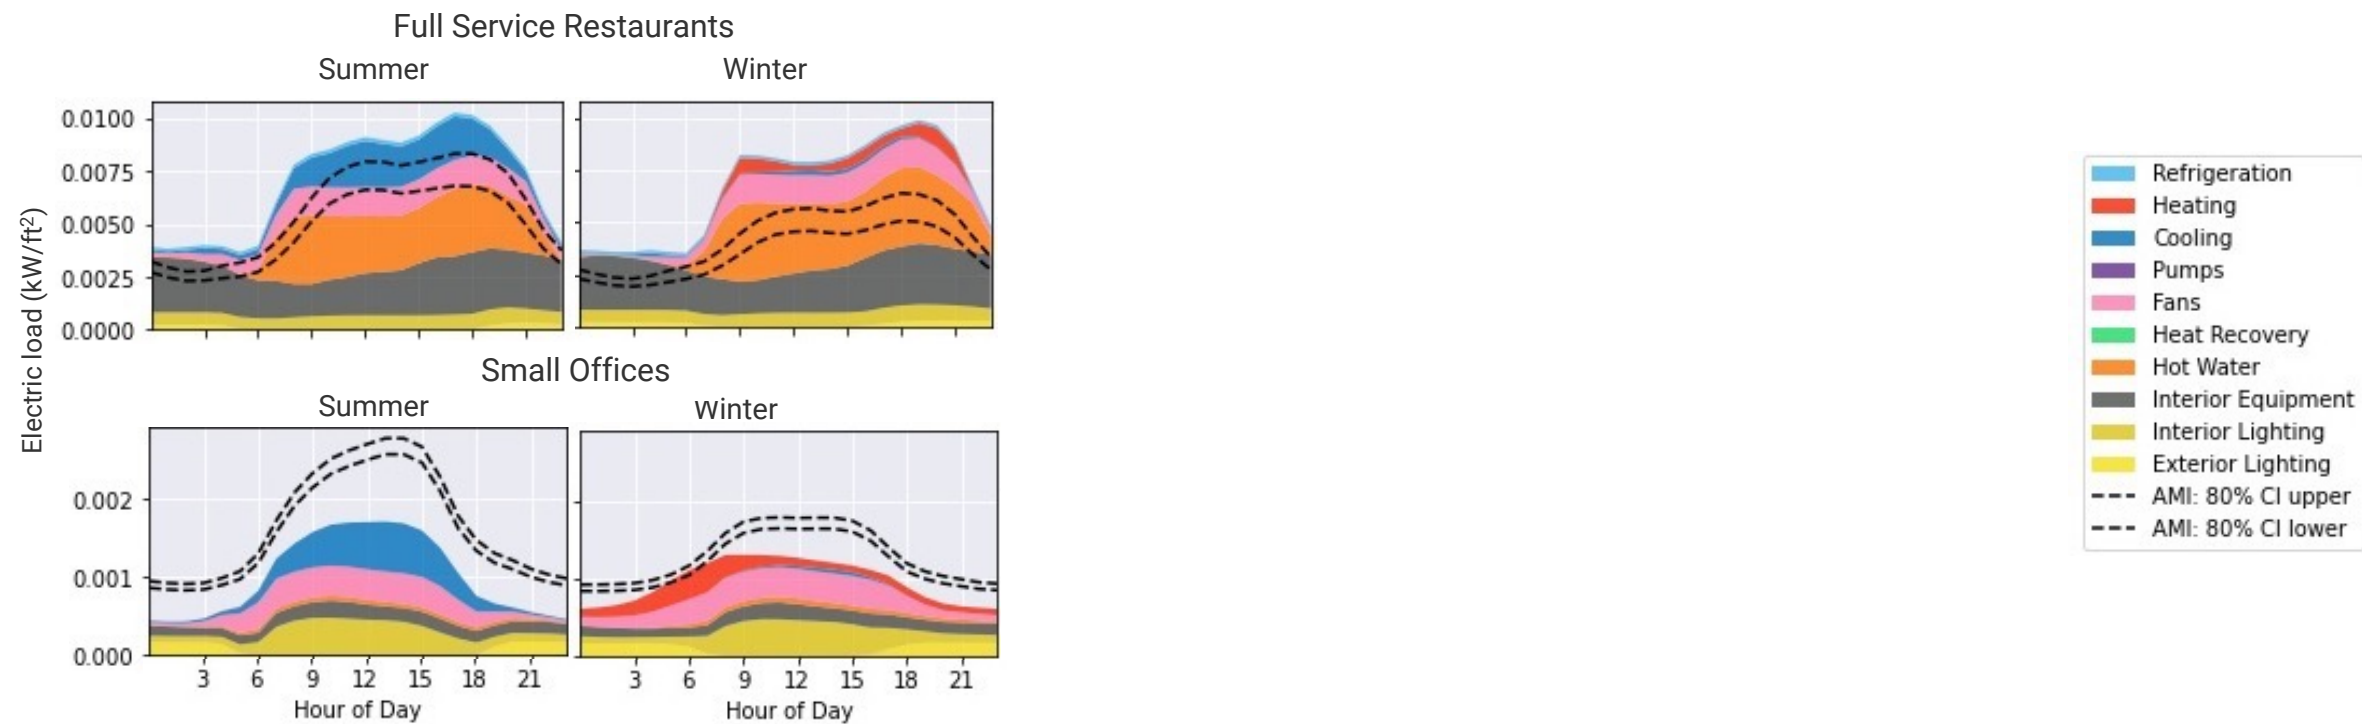 Full Service Restaurants
Summer
Winter
0.0100
0.0075
0.0050
0.0025
0.0000
Electric load (kW/ft²)
Small Offices
Summer
Winter
0.002
0.001
0.000
3 6 9 12 15 18 21
3 6 9 12 15 18 21
Hour of Day
Hour of Day
Refrigeration
Heating
Cooling
Pumps
Fans
Heat Recovery
Hot Water
Interior Equipment
Interior Lighting
Exterior Lighting
AMI: 80% CI upper
AMI: 80% CI lower